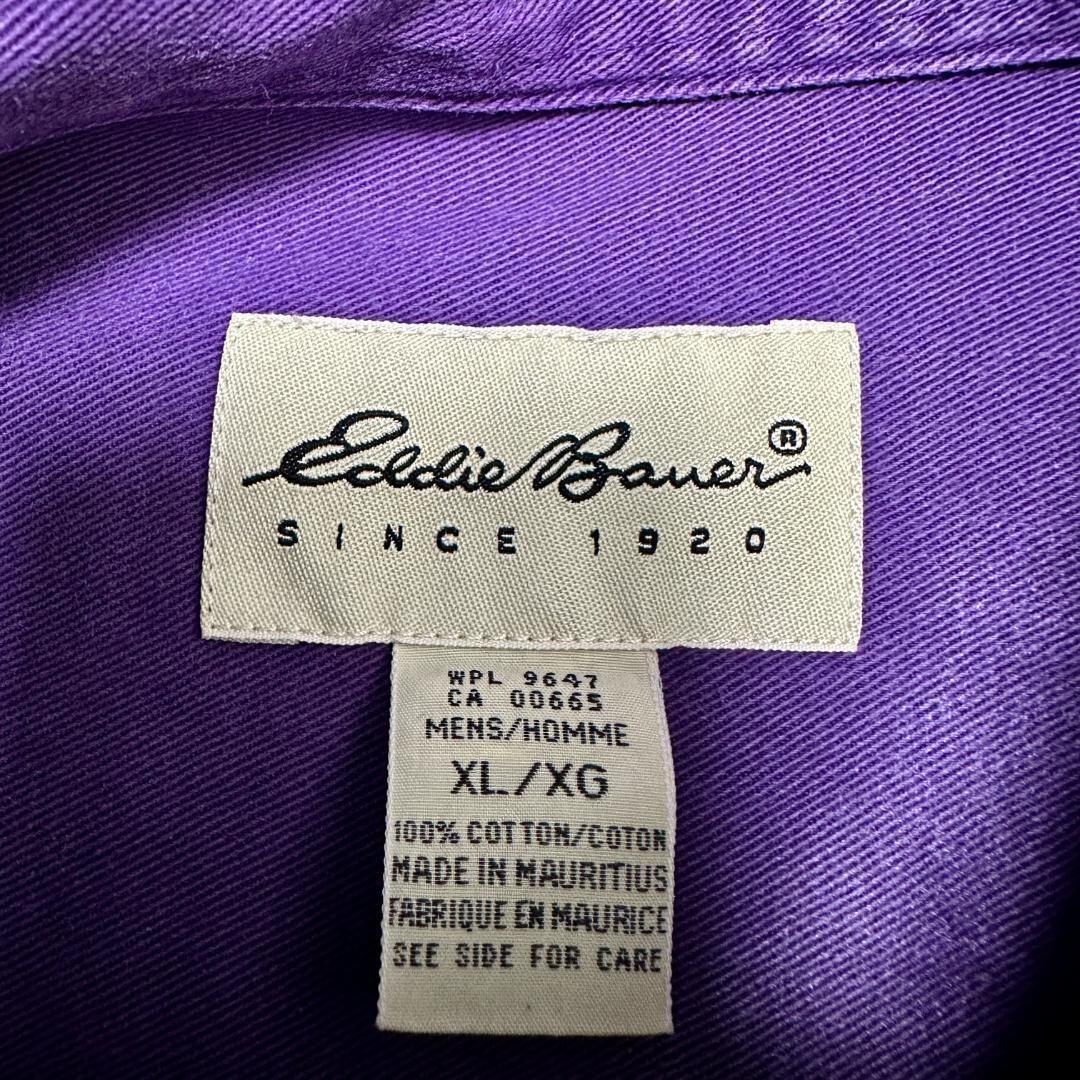 Eddie Bauer®
SINCE 1920
WPL 9647
CA 00665
MENS/HOMME
XL/XG
100% COTTON/COTON
MADE IN MAURITIUS
FABRIQUE EN MAURICE
SEE SIDE FOR CARE